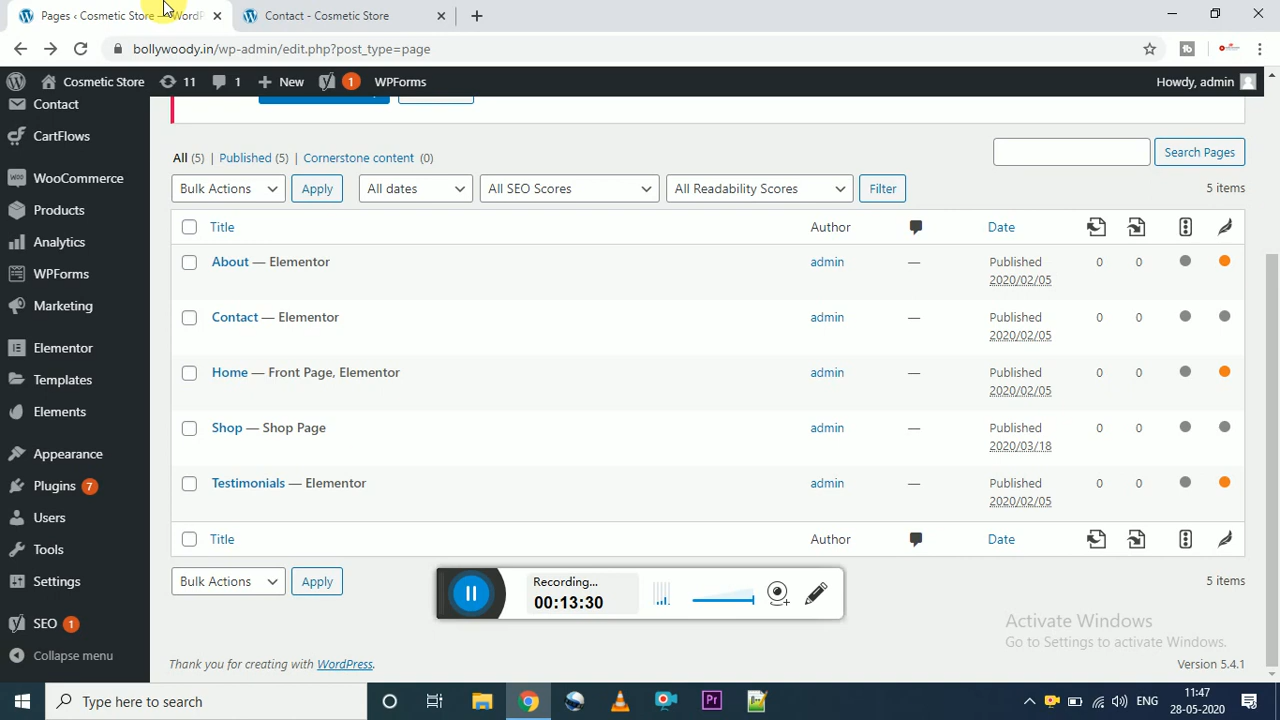 Pages ‹ Cosmetic Store — WordP
Contact - Cosmetic Store
bollywoody.in/wp-admin/edit.php?post_type=page
Cosmetic Store 11 1 New 1 WPForms Howdy, admin
Contact
CartFlows
WooCommerce
Products
Analytics
WPForms
Marketing
Elementor
Templates
Elements
Appearance
Plugins 7
Users
Tools
Settings
SEO 1
Collapse menu
All (5) | Published (5) | Cornerstone content (0)
Search Pages
Bulk Actions Apply All dates All SEO Scores All Readability Scores Filter 5 items
Title Author Date
About — Elementor admin — Published 0 0
2020/02/05
Contact — Elementor admin — Published 0 0
2020/02/05
Home — Front Page, Elementor admin — Published 0 0
2020/02/05
Shop — Shop Page admin — Published 0 0
2020/03/18
Testimonials — Elementor admin — Published 0 0
2020/02/05
Title Author Date
Bulk Actions Apply 5 items
Recording...
00:13:30
Activate Windows
Go to Settings to activate Windows.
Thank you for creating with WordPress. Version 5.4.1
Type here to search
Pr
ENG
11:47
28-05-2020